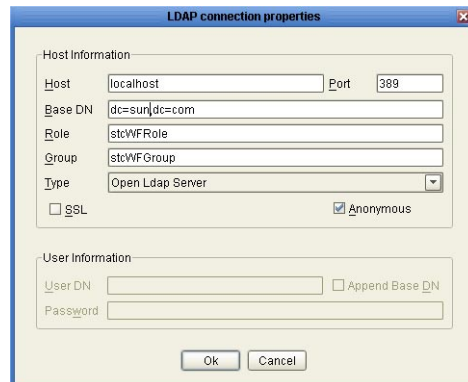 LDAP connection properties
Host Information
Host localhost Port 389
Base DN dc=sun,dc=com
Role stcWFRole
Group stcWFGroup
Type Open Ldap Server
SSL Anonymous
User Information
User DN Append Base DN
Password
Ok Cancel